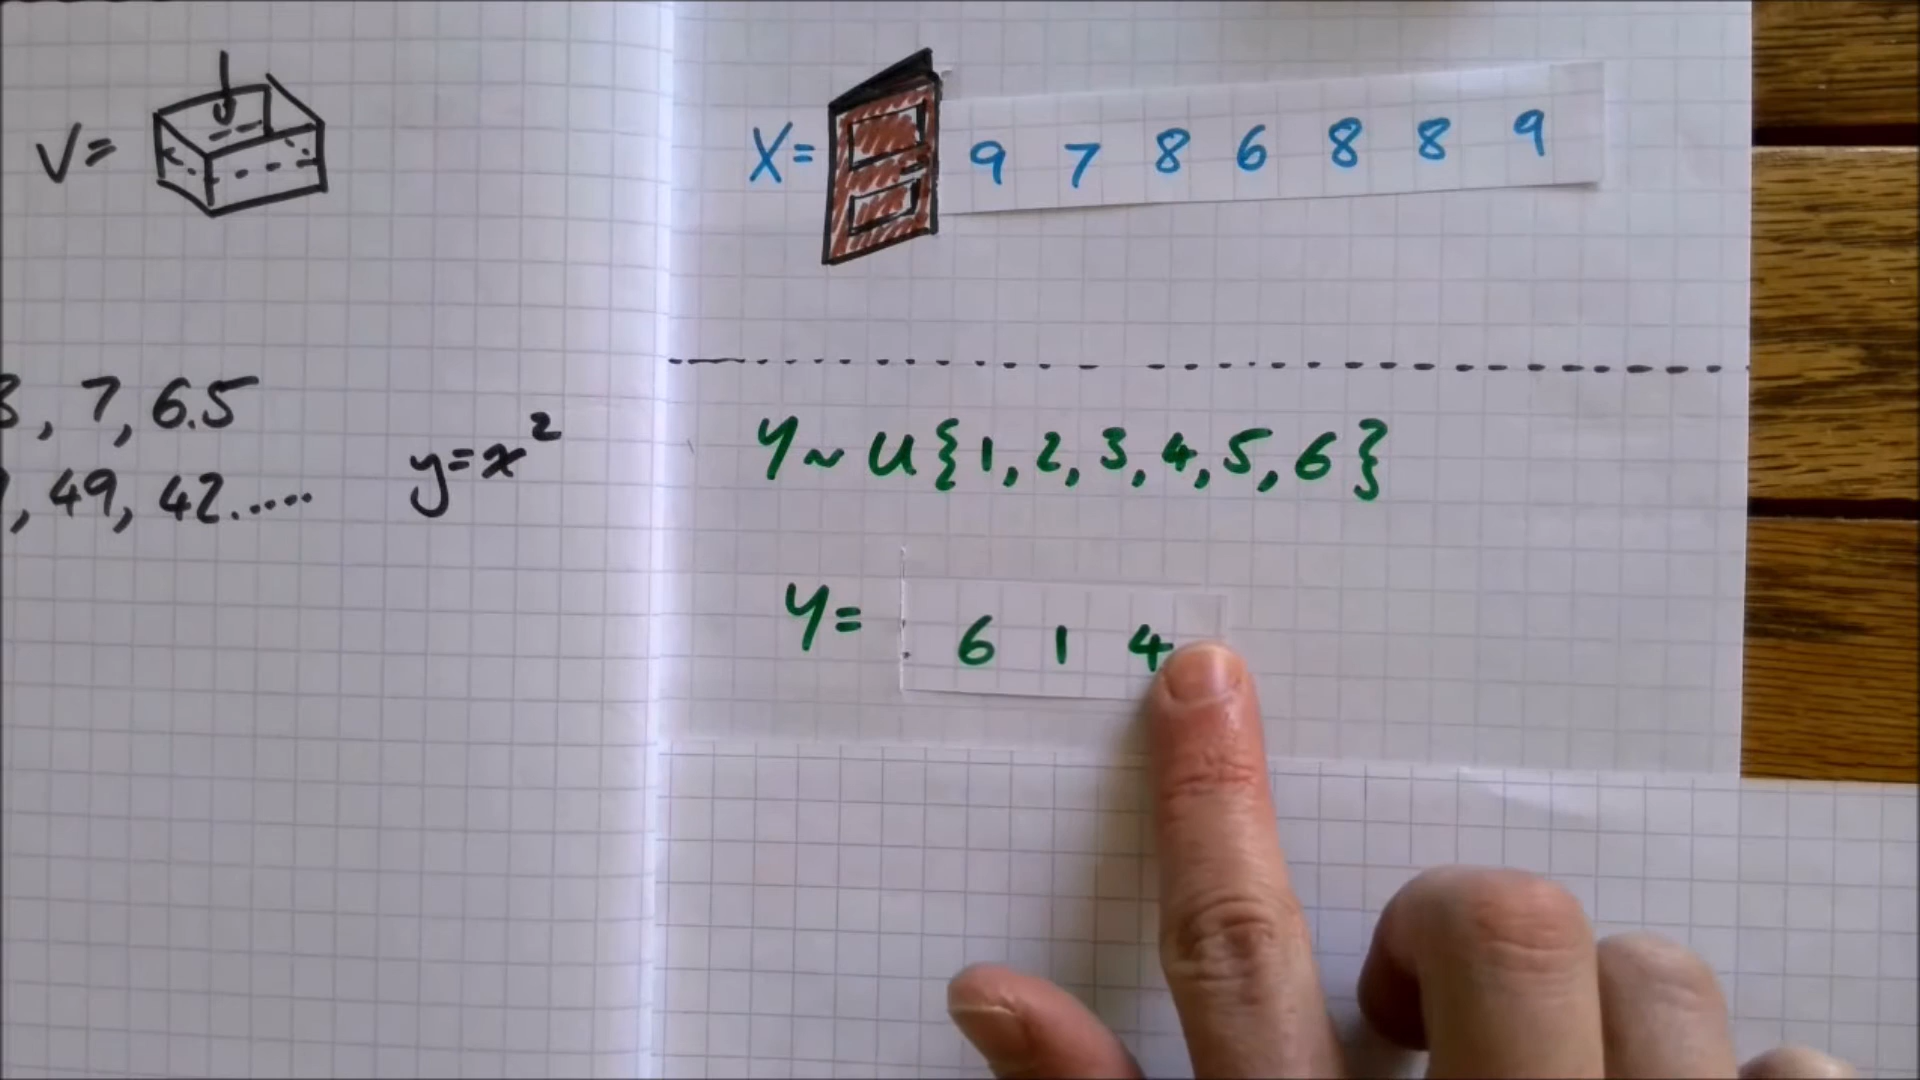 V=
3, 7, 6.5
, 49, 42.....
y=x²
X= 9 7 8 6 8 8 9
Y~U{1,2,3,4,5,6}
Y= 6 1 4